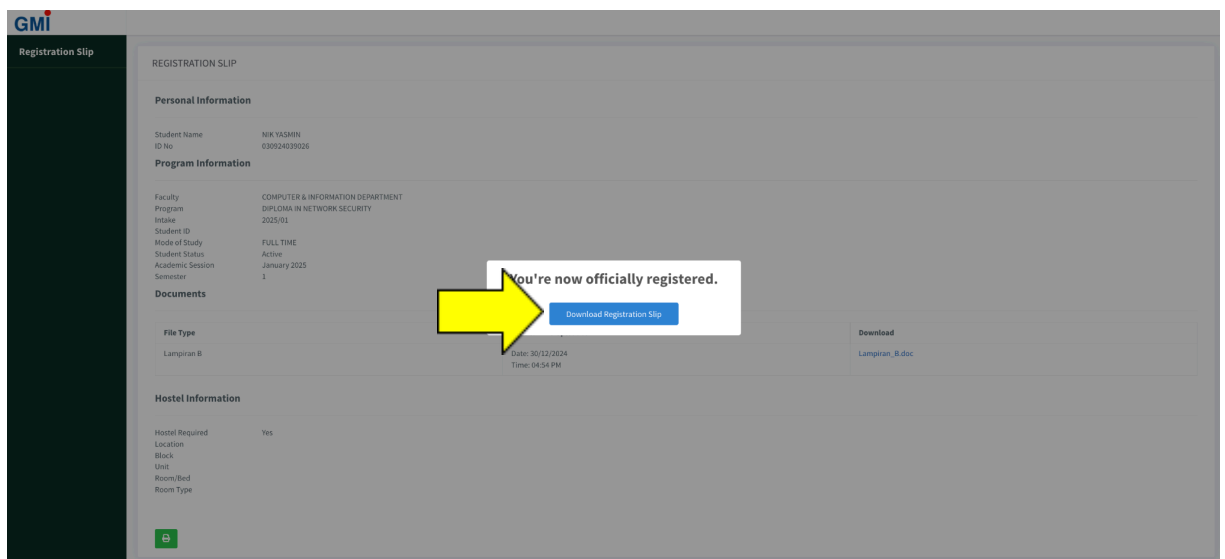 GMI
Registration Slip
REGISTRATION SLIP
Personal Information
Student Name NIK YASMIN
ID No 030924039026
Program Information
Faculty COMPUTER & INFORMATION DEPARTMENT
Program DIPLOMA IN NETWORK SECURITY
Intake 2025/01
Student ID
Mode of Study FULL TIME
Student Status Active
Academic Session January 2025
Semester 1
You're now officially registered.
Documents
Download Registration Slip
File Type Download
Lampiran B Date: 30/12/2024 Lampiran_B.doc
Time: 04:54 PM
Hostel Information
Hostel Required Yes
Location
Block
Unit
Room/Bed
Room Type